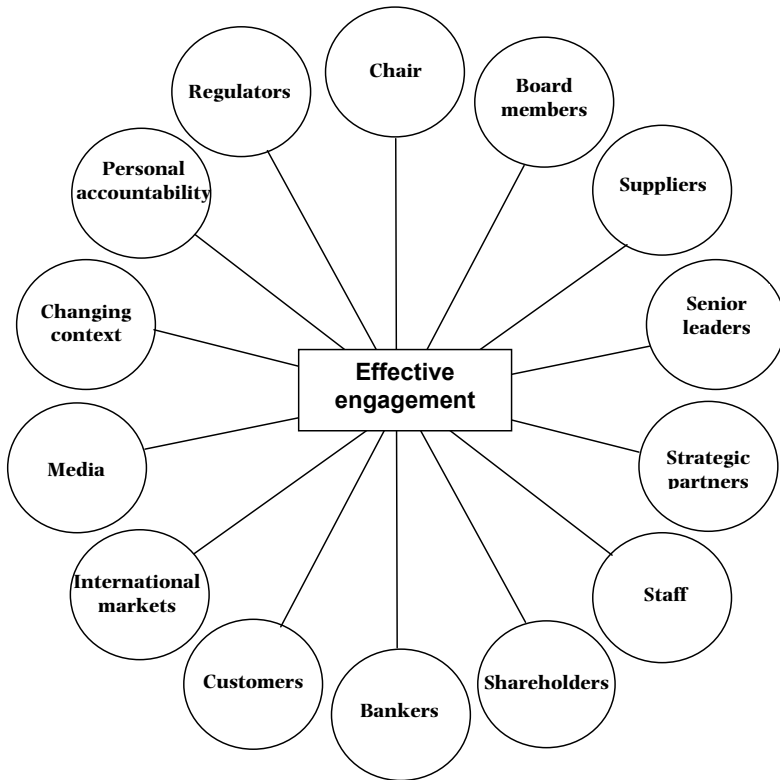 Chair
Board
members
Suppliers
Senior
leaders
Strategic
partners
Staff
Shareholders
Bankers
Customers
International
markets
Media
Changing
context
Personal
accountability
Regulators
Effective
engagement